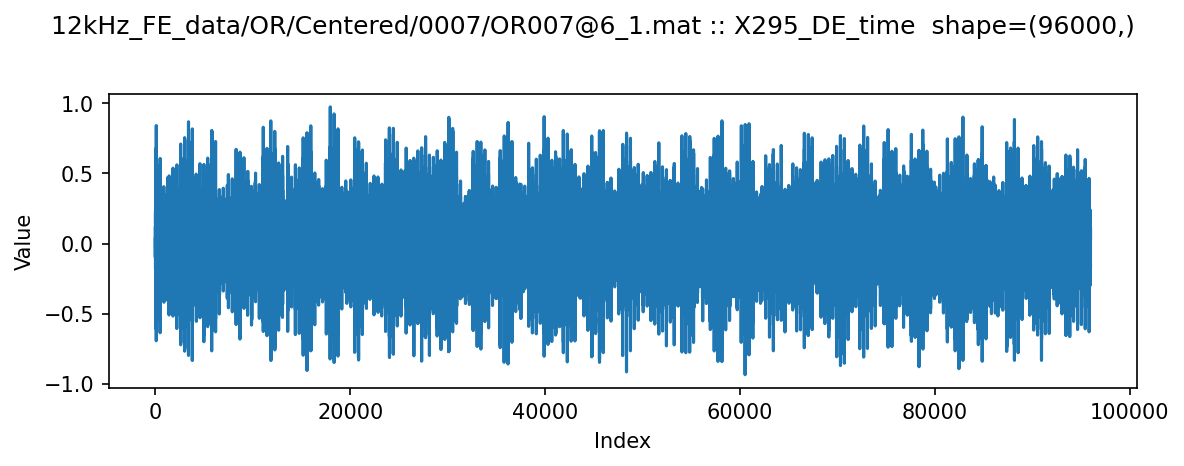 12kHz_FE_data/OR/Centered/0007/OR007@6_1.mat :: X295_DE_time  shape=(96000,)
1.0
0.5
0.0
−0.5
−1.0
Value
0 20000 40000 60000 80000 100000
Index